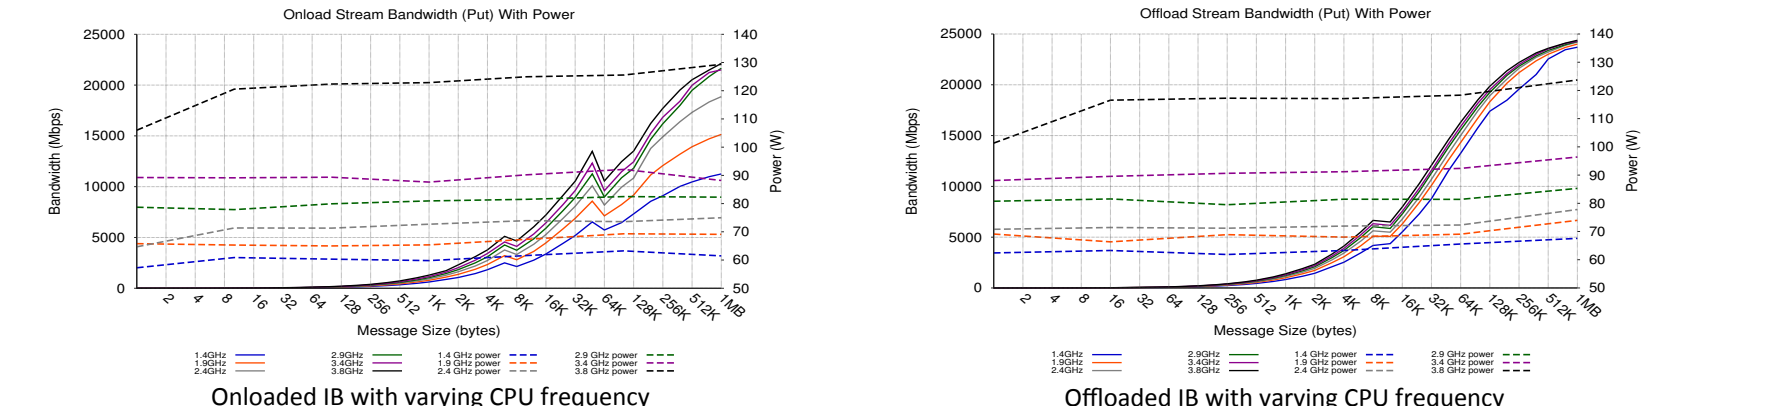 Onload Stream Bandwidth (Put) With Power
25000
20000
15000
10000
5000
0
140
130
120
110
100
90
80
70
60
50
Bandwidth (Mbps)
Power (W)
2
4
8
16
32
64
128
256
512
1K
2K
4K
8K
16K
32K
64K
128K
256K
512K
1MB
Message Size (bytes)
1.4GHz
1.9GHz
2.4GHz
2.9GHz
3.4GHz
3.8GHz
1.4 GHz power
1.9 GHz power
2.4 GHz power
2.9 GHz power
3.4 GHz power
3.8 GHz power
Onloaded IB with varying CPU frequency
Offload Stream Bandwidth (Put) With Power
25000
20000
15000
10000
5000
0
140
130
120
110
100
90
80
70
60
50
Bandwidth (Mbps)
Power (W)
2
4
8
16
32
64
128
256
512
1K
2K
4K
8K
16K
32K
64K
128K
256K
512K
1MB
Message Size (bytes)
1.4GHz
1.9GHz
2.4GHz
2.9GHz
3.4GHz
3.8GHz
1.4 GHz power
1.9 GHz power
2.4 GHz power
2.9 GHz power
3.4 GHz power
3.8 GHz power
Offloaded IB with varying CPU frequency